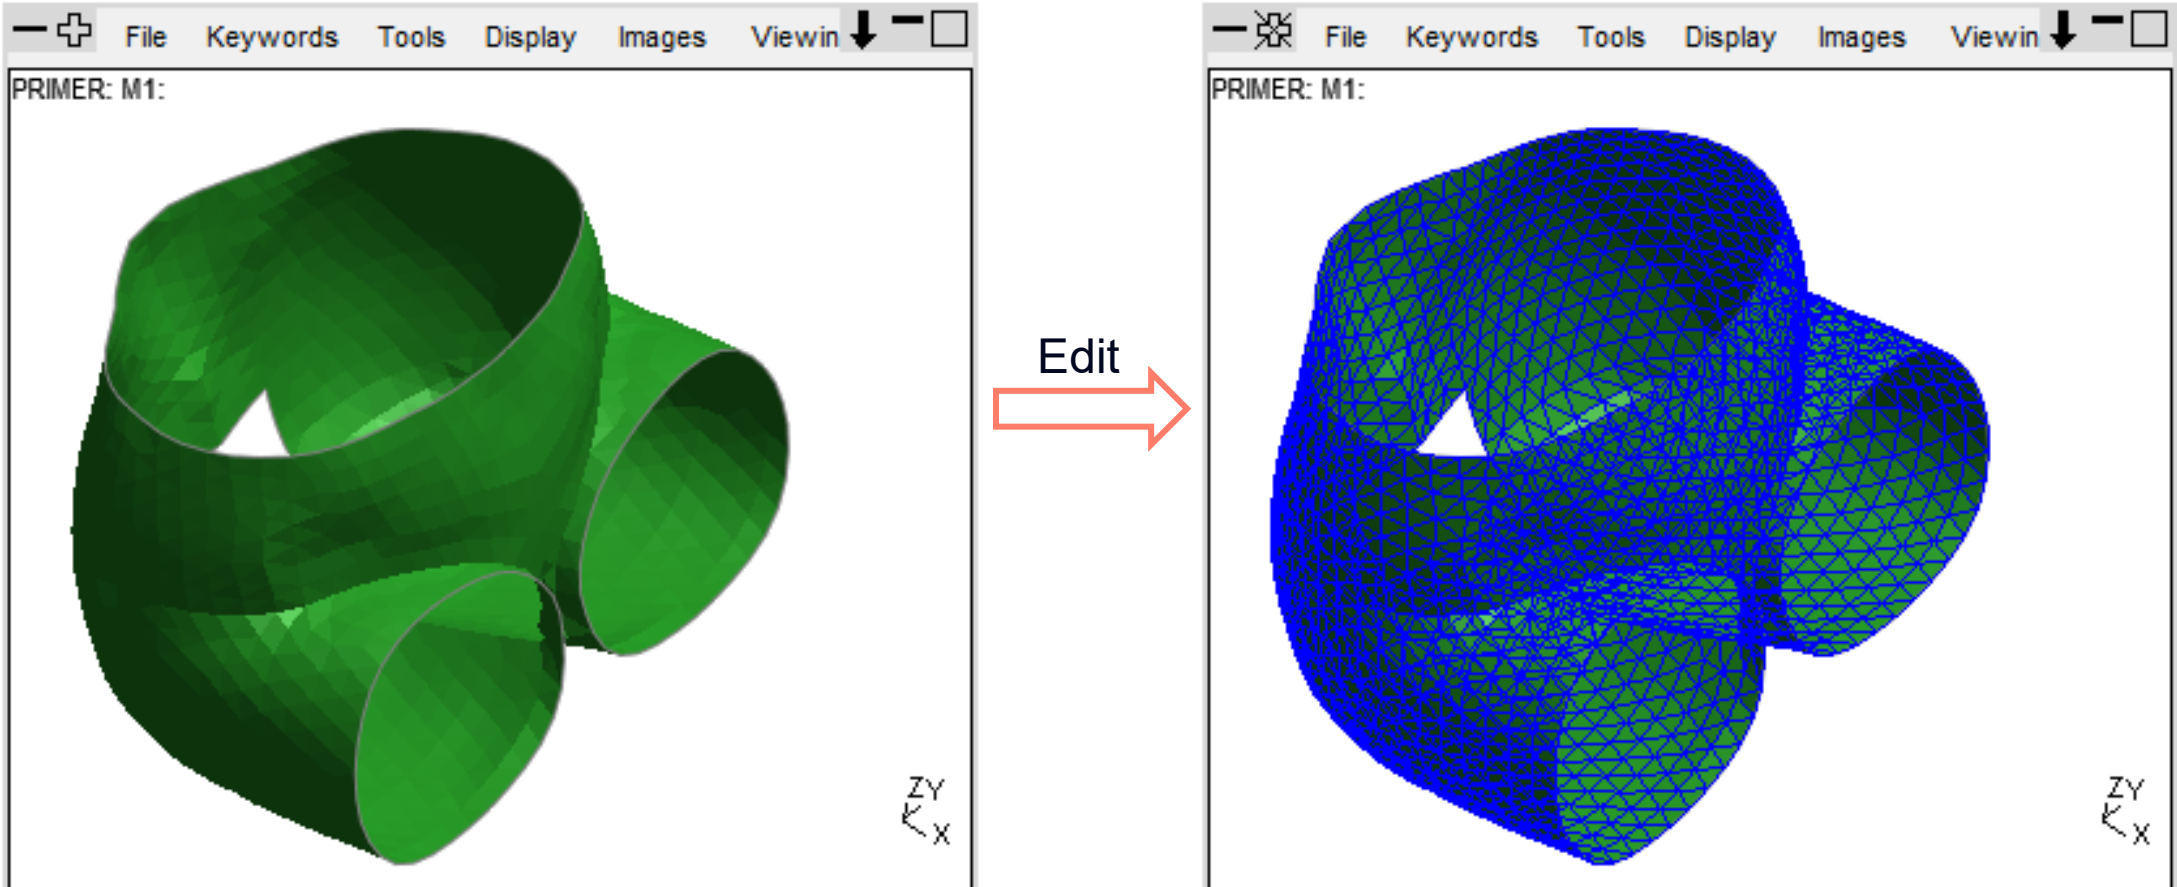 File Keywords Tools Display Images Viewin
PRIMER: M1:
ZY
X
Edit
File Keywords Tools Display Images Viewin
PRIMER: M1:
ZY
X